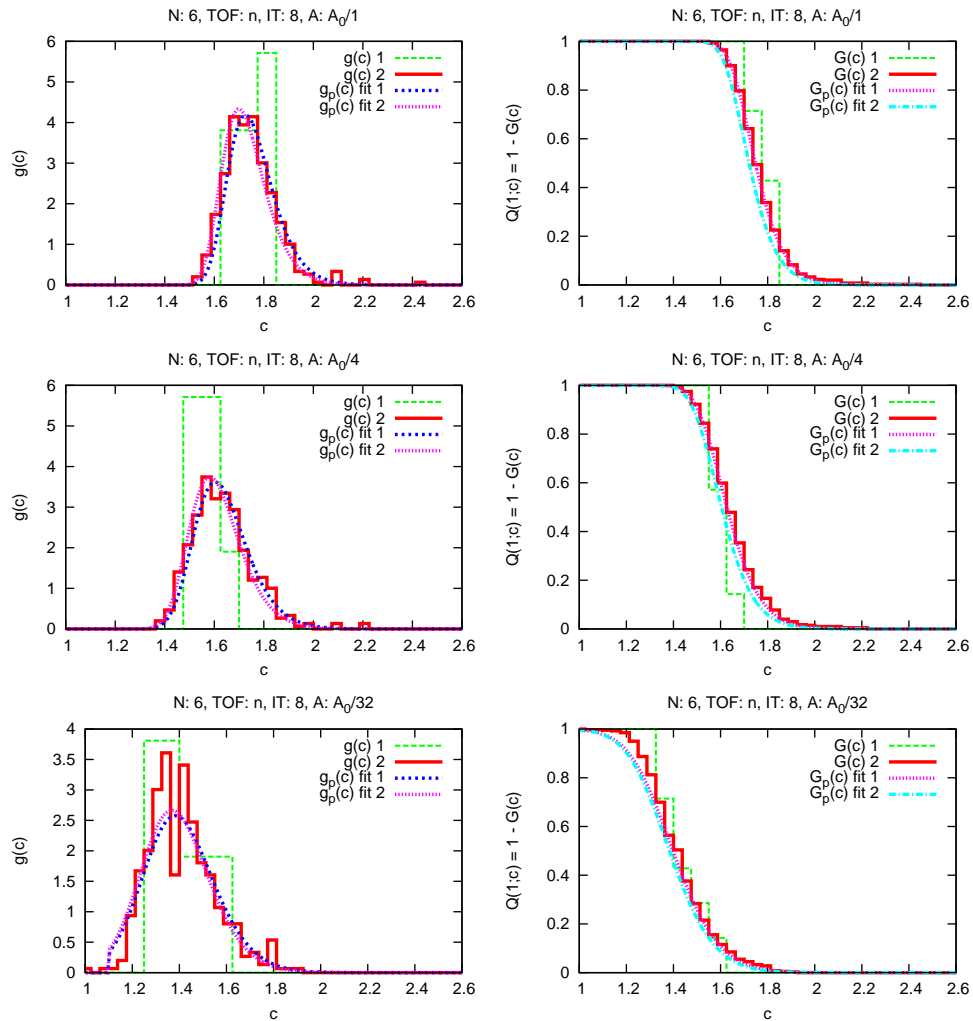 N: 6, TOF: n, IT: 8, A: A₀/1
g(c)
6
5
4
3
2
1
0
1 1.2 1.4 1.6 1.8 2 2.2 2.4 2.6
c
g(c) 1
g(c) 2
gₚ(c) fit 1
gₚ(c) fit 2
N: 6, TOF: n, IT: 8, A: A₀/1
Q(1;c) = 1 - G(c)
1
0.8
0.6
0.4
0.2
0
1 1.2 1.4 1.6 1.8 2 2.2 2.4 2.6
c
G(c) 1
G(c) 2
Gₚ(c) fit 1
Gₚ(c) fit 2
N: 6, TOF: n, IT: 8, A: A₀/4
g(c)
6
5
4
3
2
1
0
1 1.2 1.4 1.6 1.8 2 2.2 2.4 2.6
c
g(c) 1
g(c) 2
gₚ(c) fit 1
gₚ(c) fit 2
N: 6, TOF: n, IT: 8, A: A₀/4
Q(1;c) = 1 - G(c)
1
0.8
0.6
0.4
0.2
0
1 1.2 1.4 1.6 1.8 2 2.2 2.4 2.6
c
G(c) 1
G(c) 2
Gₚ(c) fit 1
Gₚ(c) fit 2
N: 6, TOF: n, IT: 8, A: A₀/32
g(c)
4
3.5
3
2.5
2
1.5
1
0.5
0
1 1.2 1.4 1.6 1.8 2 2.2 2.4 2.6
c
g(c) 1
g(c) 2
gₚ(c) fit 1
gₚ(c) fit 2
N: 6, TOF: n, IT: 8, A: A₀/32
Q(1;c) = 1 - G(c)
1
0.8
0.6
0.4
0.2
0
1 1.2 1.4 1.6 1.8 2 2.2 2.4 2.6
c
G(c) 1
G(c) 2
Gₚ(c) fit 1
Gₚ(c) fit 2